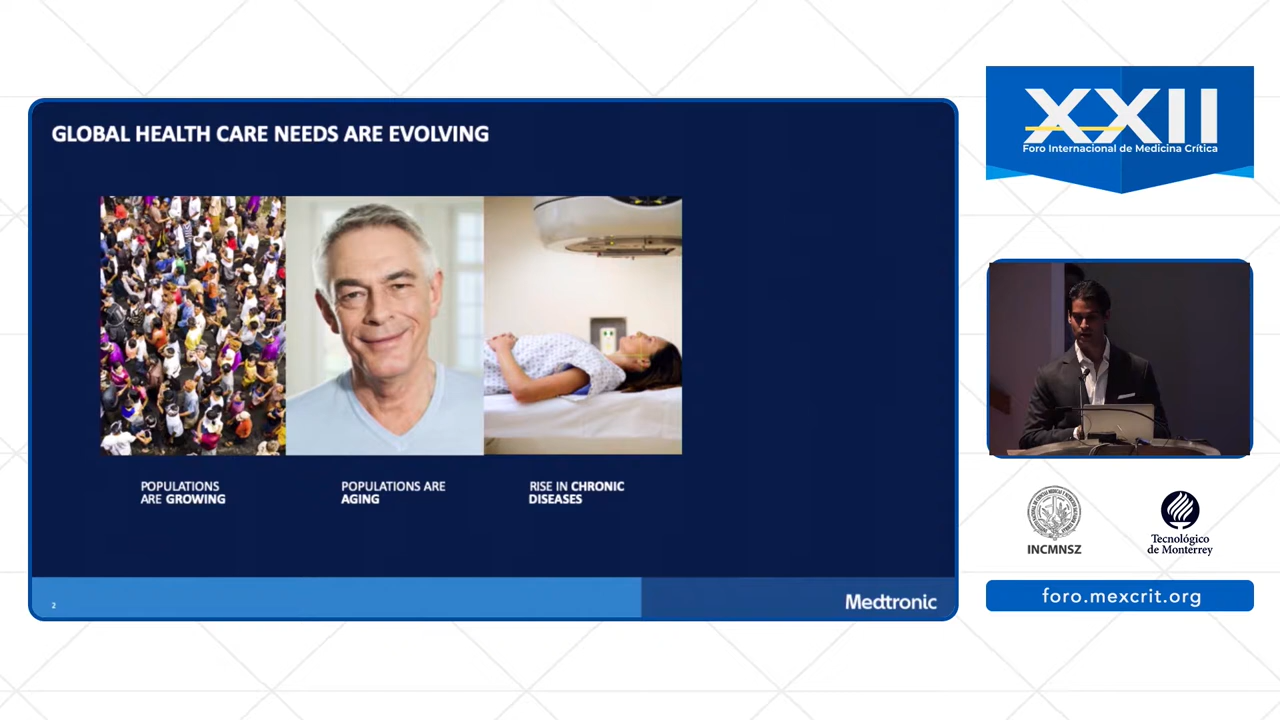 GLOBAL HEALTH CARE NEEDS ARE EVOLVING
POPULATIONS
ARE GROWING
POPULATIONS ARE
AGING
RISE IN CHRONIC
DISEASES
2
Medtronic
XXII
Foro Internacional de Medicina Crítica
INCMNSZ
Tecnológico
de Monterrey
foro.mexcrit.org